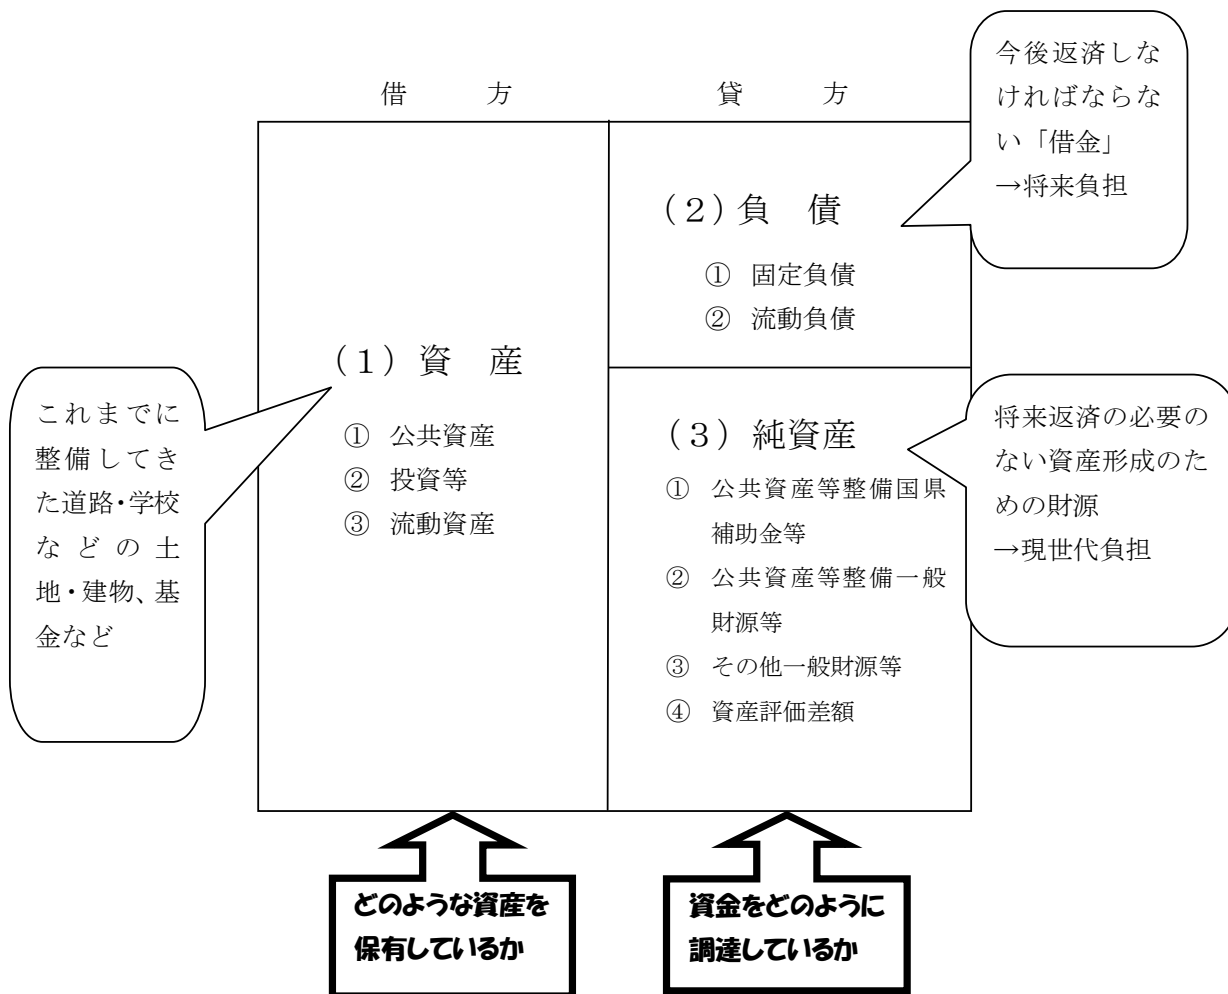 借　方
貸　方
今後返済しな
ければならな
い「借金」
→将来負担
(２)負　債
① 固定負債
② 流動負債
(１)資　産
① 公共資産
② 投資等
③ 流動資産
これまでに
整備してき
た道路・学校
などの土
地・建物、基
金など
(３)純資産
① 公共資産等整備国県
補助金等
② 公共資産等整備一般
財源等
③ その他一般財源等
④ 資産評価差額
将来返済の必要の
ない資産形成のた
めの財源
→現世代負担
どのような資産を
保有しているか
資金をどのように
調達しているか